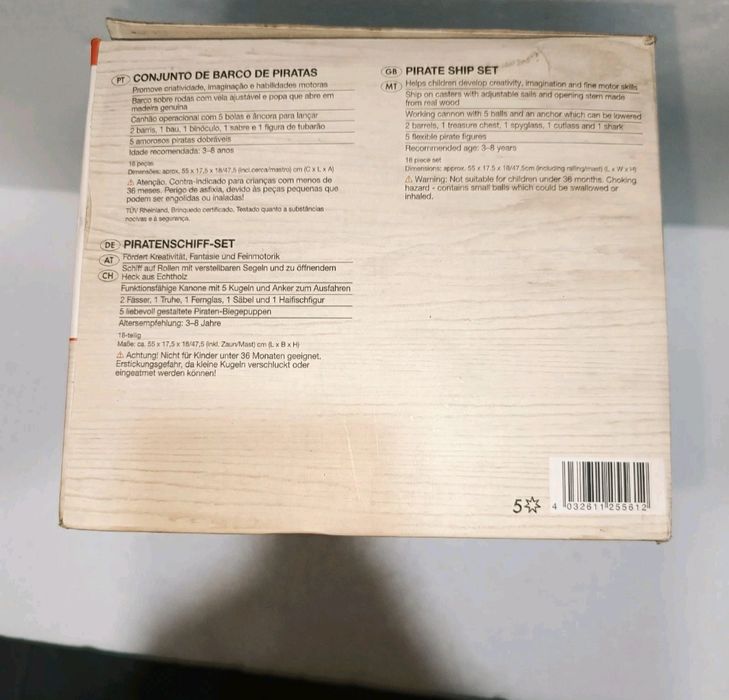 PT CONJUNTO DE BARCO DE PIRATAS
Promove criatividade, imaginação e habilidades motoras
Barco sobre rodas com vela ajustável e popa que abre em
madeira genuína
Canhão operacional com 5 bolas e âncora para lançar
2 barris, 1 bau, 1 binóculo, 1 sabre e 1 figura de tubarão
5 amorosos piratas dobráveis
Idade recomendada: 3–8 anos
18 peças
Dimensões: aprox. 55 x 17,5 x 18/47,5 (incl.cerca/mastro) cm (C x L x A)
⚠ Atenção. Contra-indicado para crianças com menos de
36 meses. Perigo de asfixia, devido às peças pequenas que
podem ser engolidas ou inaladas!
TÜV Rheinland, Brinquedo certificado. Testado quanto a substâncias
nocivas e à segurança.
GB PIRATE SHIP SET
MT Helps children develop creativity, imagination and fine motor skills
Ship on casters with adjustable sails and opening stern made
from real wood
Working cannon with 5 balls and an anchor which can be lowered
2 barrels, 1 treasure chest, 1 spyglass, 1 cutlass and 1 shark
5 flexible pirate figures
Recommended age: 3–8 years
18 piece set
Dimensions: approx. 55 x 17.5 x 18/47.5cm (including railing/mast) (L x W x H)
⚠ Warning: Not suitable for children under 36 months. Choking
hazard - contains small balls which could be swallowed or
inhaled.
DE PIRATENSCHIFF-SET
AT Fördert Kreativität, Fantasie und Feinmotorik
Schiff auf Rollen mit verstellbaren Segeln und zu öffnendem
CH Heck aus Echtholz
Funktionsfähige Kanone mit 5 Kugeln und Anker zum Ausfahren
2 Fässer, 1 Truhe, 1 Fernglas, 1 Säbel und 1 Haifischfigur
5 liebevoll gestaltete Piraten-Biegepuppen
Altersempfehlung: 3–8 Jahre
18-teilig
Maße: ca. 55 x 17,5 x 18/47,5 (inkl. Zaun/Mast) cm (L x B x H)
⚠ Achtung! Nicht für Kinder unter 36 Monaten geeignet.
Erstickungsgefahr, da kleine Kugeln verschluckt oder
eingeatmet werden können!
5
4 032611 255612